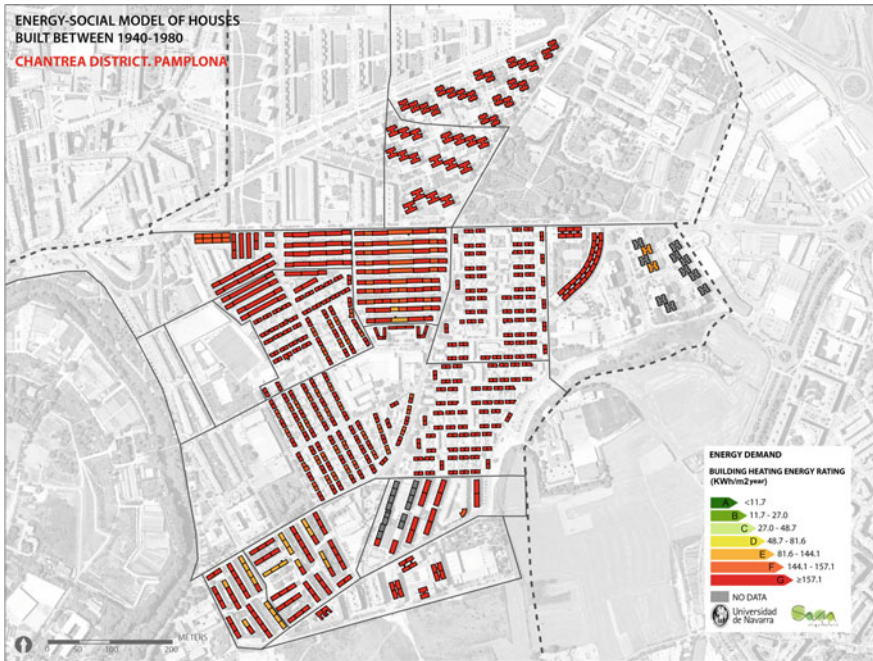 ENERGY-SOCIAL MODEL OF HOUSES
BUILT BETWEEN 1940-1980
CHANTREA DISTRICT. PAMPLONA
ENERGY DEMAND
BUILDING HEATING ENERGY RATING
(KWh/m2 year)
A <11.7
B 11.7 - 27.0
C 27.0 - 48.7
D 48.7 - 81.6
E 81.6 - 144.1
F 144.1 - 157.1
G ≥157.1
NO DATA
Universidad
de Navarra
METERS
0 50 100 200